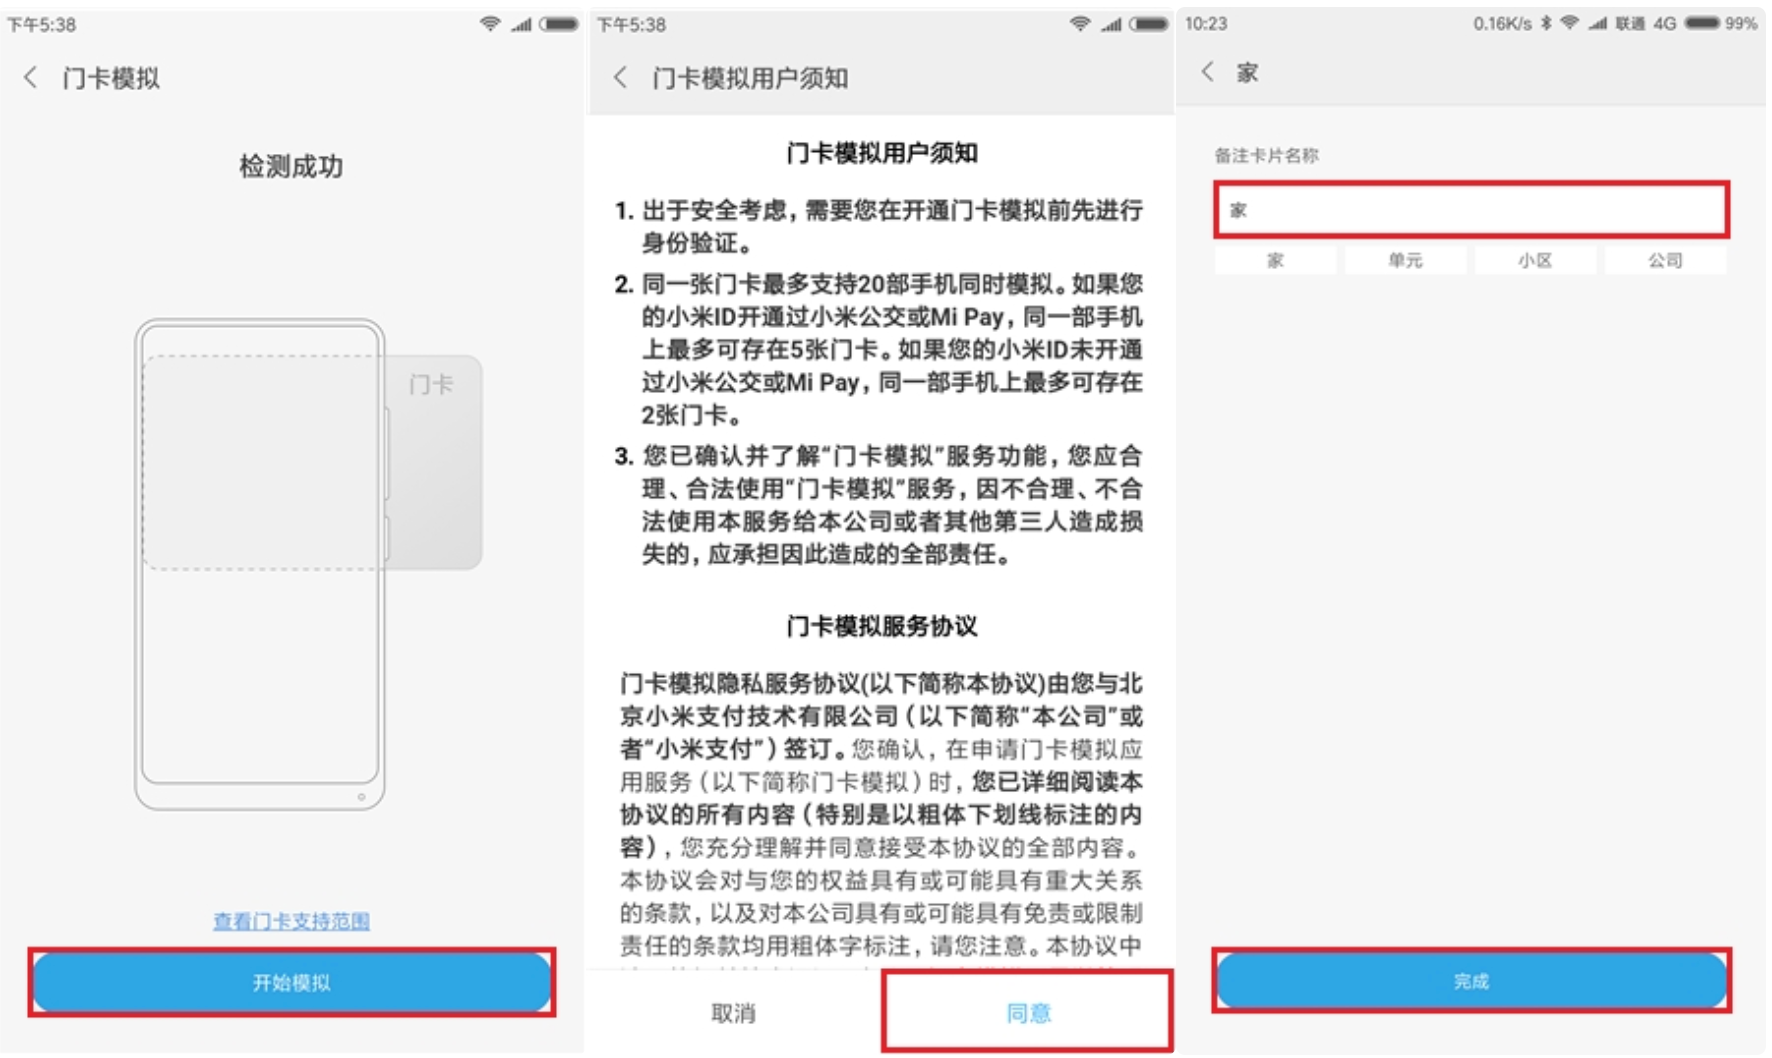 下午5:38
门卡模拟
检测成功
门卡
查看门卡支持范围
开始模拟
下午5:38
门卡模拟用户须知
门卡模拟用户须知
1. 出于安全考虑，需要您在开通门卡模拟前先进行
身份验证。
2. 同一张门卡最多支持20部手机同时模拟。如果您
的小米ID开通过小米公交或Mi Pay，同一部手机
上最多可存在5张门卡。如果您的小米ID未开通
过小米公交或Mi Pay，同一部手机上最多可存在
2张门卡。
3. 您已确认并了解“门卡模拟”服务功能，您应合
理、合法使用“门卡模拟”服务，因不合理、不合
法使用本服务给本公司或者其他第三人造成损
失的，应承担因此造成的全部责任。
门卡模拟服务协议
门卡模拟隐私服务协议(以下简称本协议)由您与北
京小米支付技术有限公司（以下简称“本公司”或
者“小米支付”）签订。您确认，在申请门卡模拟应
用服务（以下简称门卡模拟）时，您已详细阅读本
协议的所有内容（特别是以粗体下划线标注的内
容），您充分理解并同意接受本协议的全部内容。
本协议会对与您的权益具有或可能具有重大关系
的条款，以及对本公司具有或可能具有免责或限制
责任的条款均用粗体字标注，请您注意。本协议中
取消
同意
10:23
0.16K/s 联通 4G 99%
家
备注卡片名称
家
家 单元 小区 公司
完成